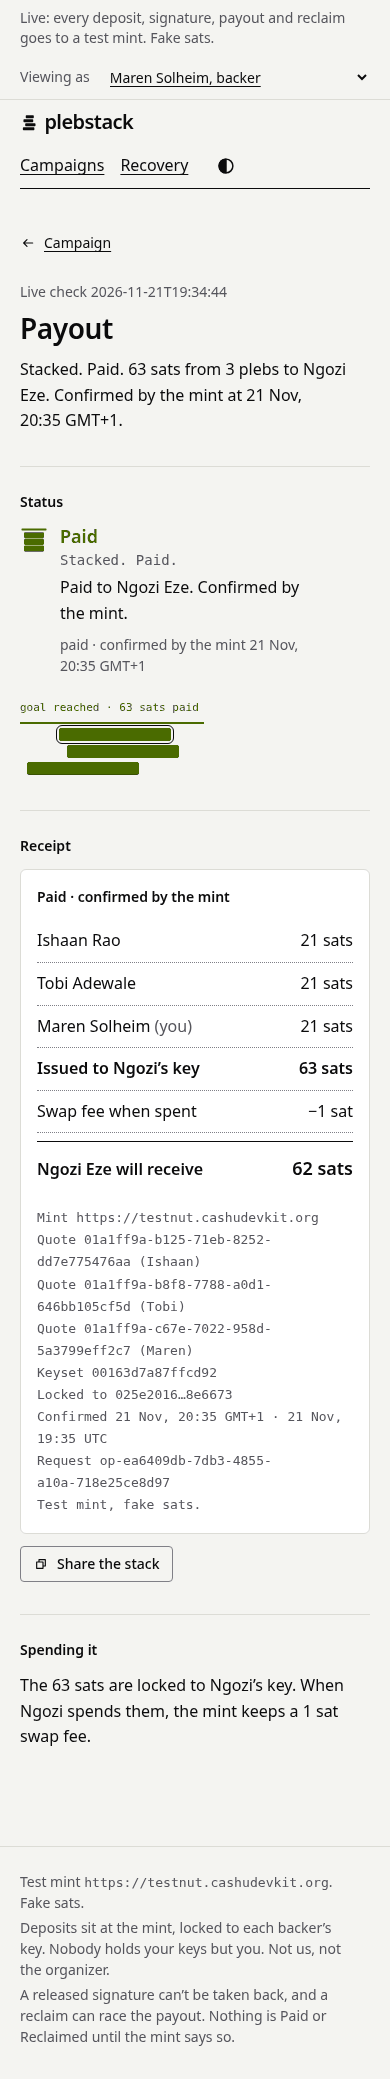 Live: every deposit, signature, payout and reclaim
goes to a test mint. Fake sats.
Viewing as Maren Solheim, backer
plebstack
Campaigns Recovery
← Campaign
Live check 2026-11-21T19:34:44
Payout
Stacked. Paid. 63 sats from 3 plebs to Ngozi
Eze. Confirmed by the mint at 21 Nov,
20:35 GMT+1.
Status
Paid
Stacked. Paid.
Paid to Ngozi Eze. Confirmed by
the mint.
paid · confirmed by the mint 21 Nov,
20:35 GMT+1
goal reached · 63 sats paid
Receipt
Paid · confirmed by the mint
Ishaan Rao 21 sats
Tobi Adewale 21 sats
Maren Solheim (you) 21 sats
Issued to Ngozi’s key 63 sats
Swap fee when spent −1 sat
Ngozi Eze will receive 62 sats
Mint https://testnut.cashudevkit.org
Quote 01a1ff9a-b125-71eb-8252-
dd7e775476aa (Ishaan)
Quote 01a1ff9a-b8f8-7788-a0d1-
646bb105cf5d (Tobi)
Quote 01a1ff9a-c67e-7022-958d-
5a3799eff2c7 (Maren)
Keyset 00163d7a87ffcd92
Locked to 025e2016…8e6673
Confirmed 21 Nov, 20:35 GMT+1 · 21 Nov,
19:35 UTC
Request op-ea6409db-7db3-4855-
a10a-718e25ce8d97
Test mint, fake sats.
Share the stack
Spending it
The 63 sats are locked to Ngozi’s key. When
Ngozi spends them, the mint keeps a 1 sat
swap fee.
Test mint https://testnut.cashudevkit.org.
Fake sats.
Deposits sit at the mint, locked to each backer’s
key. Nobody holds your keys but you. Not us, not
the organizer.
A released signature can’t be taken back, and a
reclaim can race the payout. Nothing is Paid or
Reclaimed until the mint says so.